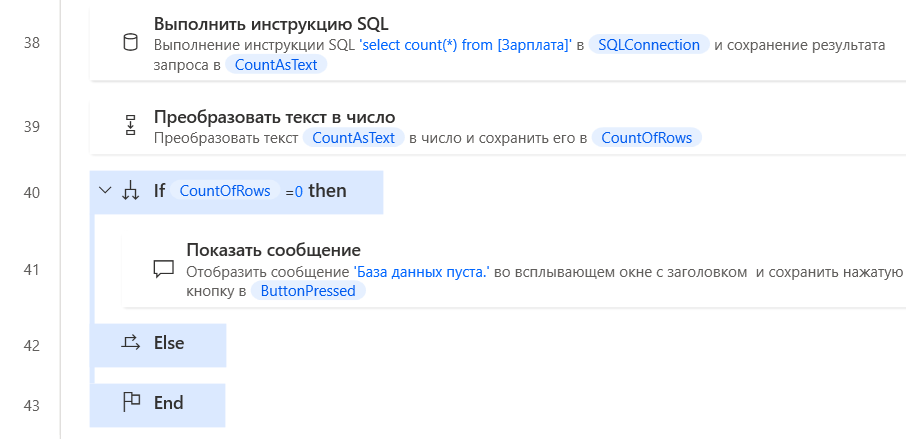 38
Выполнить инструкцию SQL
Выполнение инструкции SQL 'select count(*) from [Зарплата]' в SQLConnection и сохранение результата
запроса в CountAsText
39
Преобразовать текст в число
Преобразовать текст CountAsText в число и сохранить его в CountOfRows
40
If CountOfRows =0 then
Показать сообщение
41
Отобразить сообщение 'База данных пуста.' во всплывающем окне с заголовком и сохранить нажатую
кнопку в ButtonPressed
42
Else
43
End